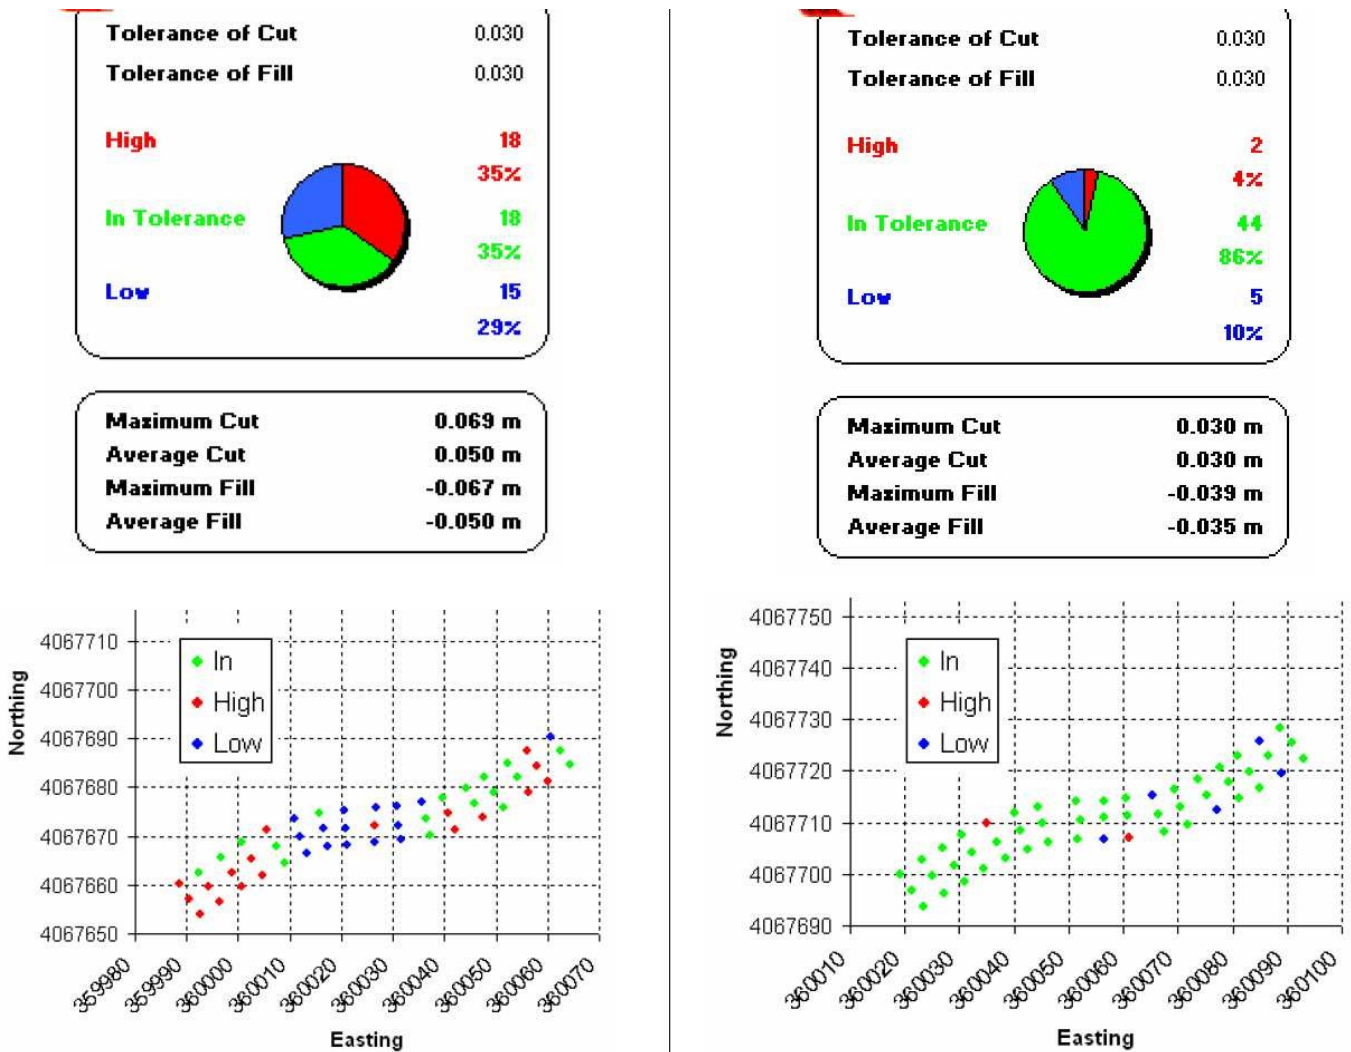 Tolerance of Cut 0.030
Tolerance of Fill 0.030
High 18
35%
In Tolerance 18
35%
Low 15
29%
Maximum Cut 0.069 m
Average Cut 0.050 m
Maximum Fill -0.067 m
Average Fill -0.050 m
Northing
4067710
4067700
4067690
4067680
4067670
4067660
4067650
In
High
Low
359980 359990 360000 360010 360020 360030 360040 360050 360060 360070
Easting
Tolerance of Cut 0.030
Tolerance of Fill 0.030
High 2
4%
In Tolerance 44
86%
Low 5
10%
Maximum Cut 0.030 m
Average Cut 0.030 m
Maximum Fill -0.039 m
Average Fill -0.035 m
Northing
4067750
4067740
4067730
4067720
4067710
4067700
4067690
In
High
Low
360010 360020 360030 360040 360050 360060 360070 360080 360090 360100
Easting